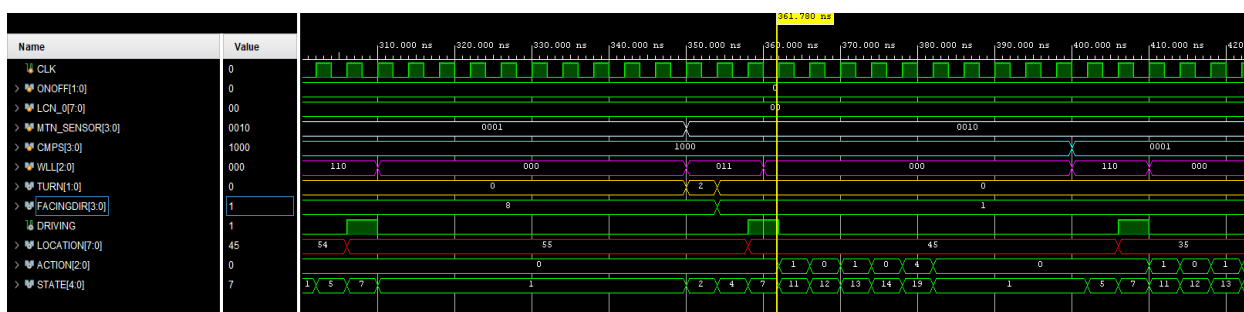 361.780 ns
Name Value 310.000 ns 320.000 ns 330.000 ns 340.000 ns 350.000 ns 360.000 ns 370.000 ns 380.000 ns 390.000 ns 400.000 ns 410.000 ns 420
CLK 0
ONOFF[1:0] 0 0
LCN_0[7:0] 00 00
MTN_SENSOR[3:0] 0010 0001 0010
CMPS[3:0] 1000 1000 0001
WLL[2:0] 000 110 000 011 000 110 000
TURN[1:0] 0 0 2 0
FACINGDIR[3:0] 1 8 1
DRIVING 1
LOCATION[7:0] 45 54 55 45 35
ACTION[2:0] 0 0 1 0 1 0 4 0 1 0 1
STATE[4:0] 7 1 5 7 1 2 4 7 11 12 13 14 19 1 5 7 11 12 13